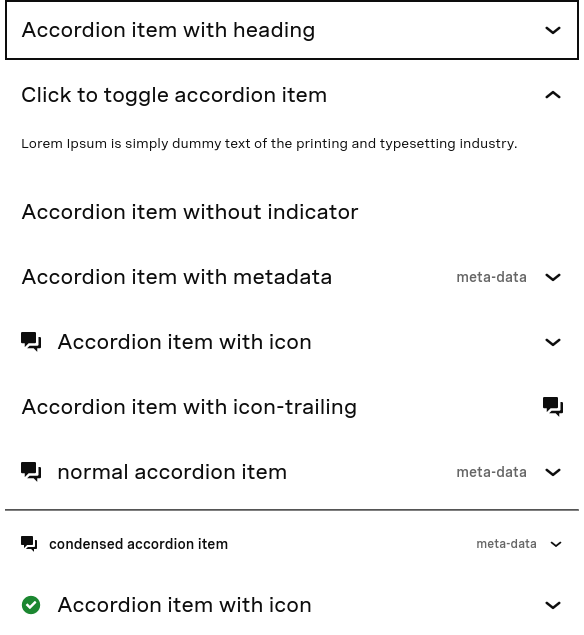 Accordion item with heading
Click to toggle accordion item
Lorem Ipsum is simply dummy text of the printing and typesetting industry.
Accordion item without indicator
Accordion item with metadata meta-data
Accordion item with icon
Accordion item with icon-trailing
normal accordion item meta-data
condensed accordion item meta-data
Accordion item with icon